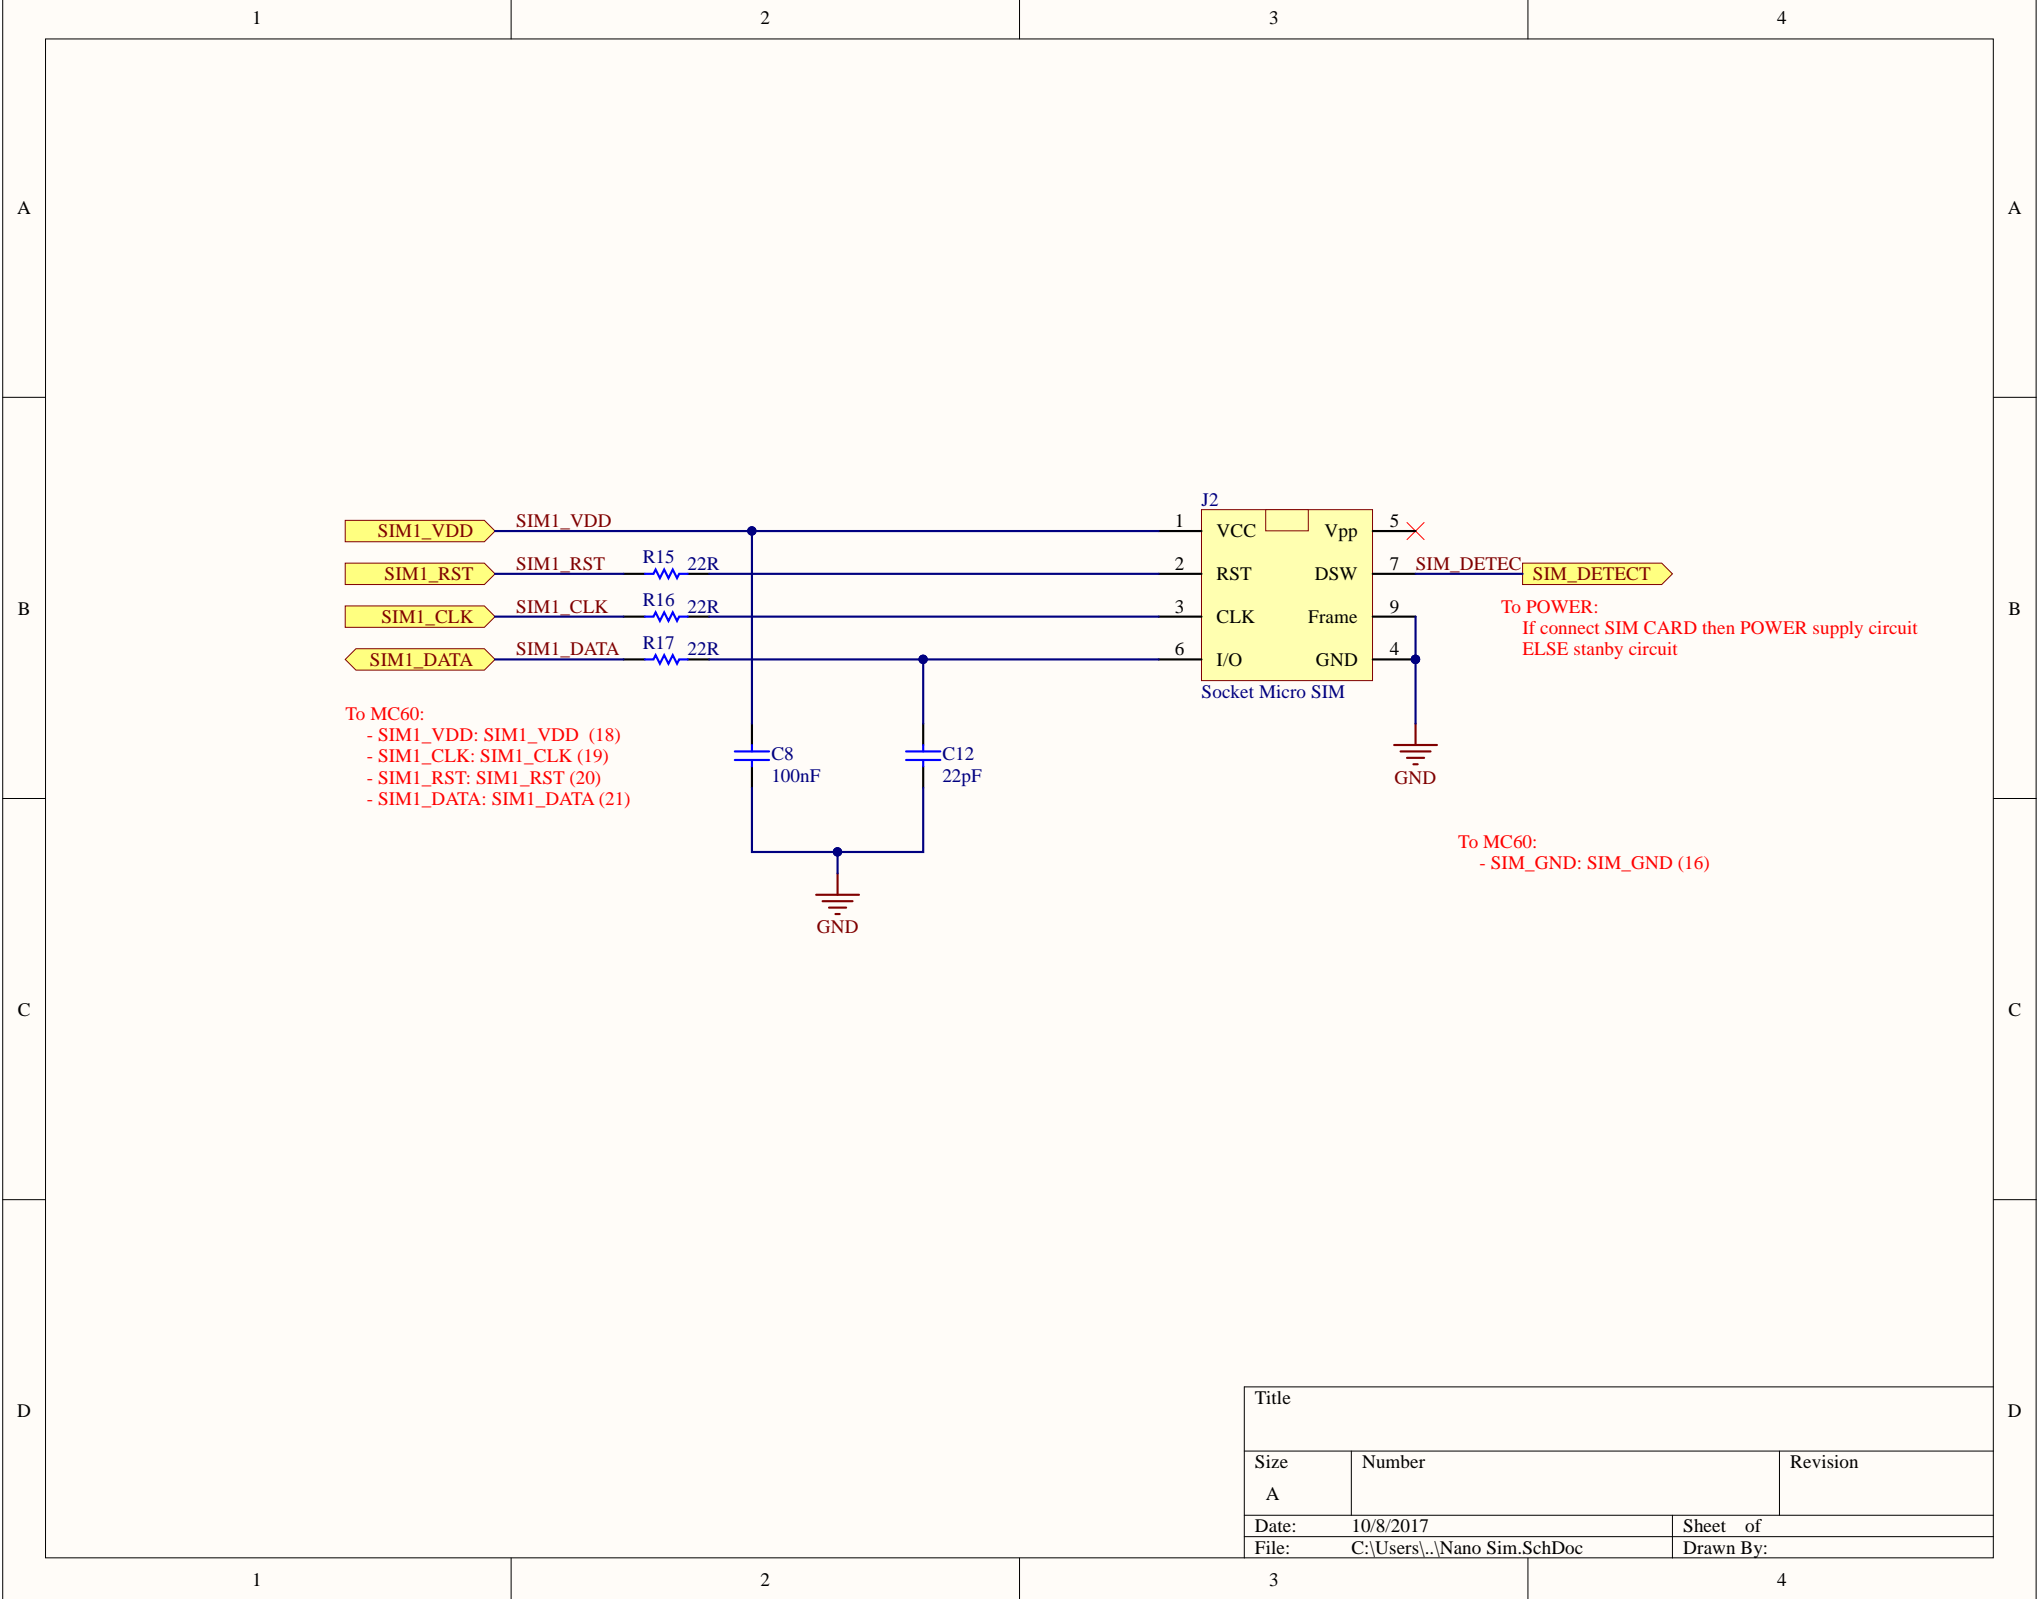 1 2 3 4
A A
B B
C C
D D
J2
SIM1_VDD SIM1_VDD 1 VCC Vpp 5
SIM1_RST SIM1_RST R15 22R 2 RST DSW 7 SIM_DETEC SIM_DETECT
SIM1_CLK SIM1_CLK R16 22R 3 CLK Frame 9
SIM1_DATA SIM1_DATA R17 22R 6 I/O GND 4
Socket Micro SIM
To POWER:
If connect SIM CARD then POWER supply circuit
ELSE stanby circuit
To MC60:
- SIM1_VDD: SIM1_VDD (18)
- SIM1_CLK: SIM1_CLK (19)
- SIM1_RST: SIM1_RST (20)
- SIM1_DATA: SIM1_DATA (21)
C8
100nF
C12
22pF
GND
GND
To MC60:
- SIM_GND: SIM_GND (16)
Title
Size Number Revision
A
Date: 10/8/2017 Sheet of
File: C:\Users\..\Nano Sim.SchDoc Drawn By:
1 2 3 4